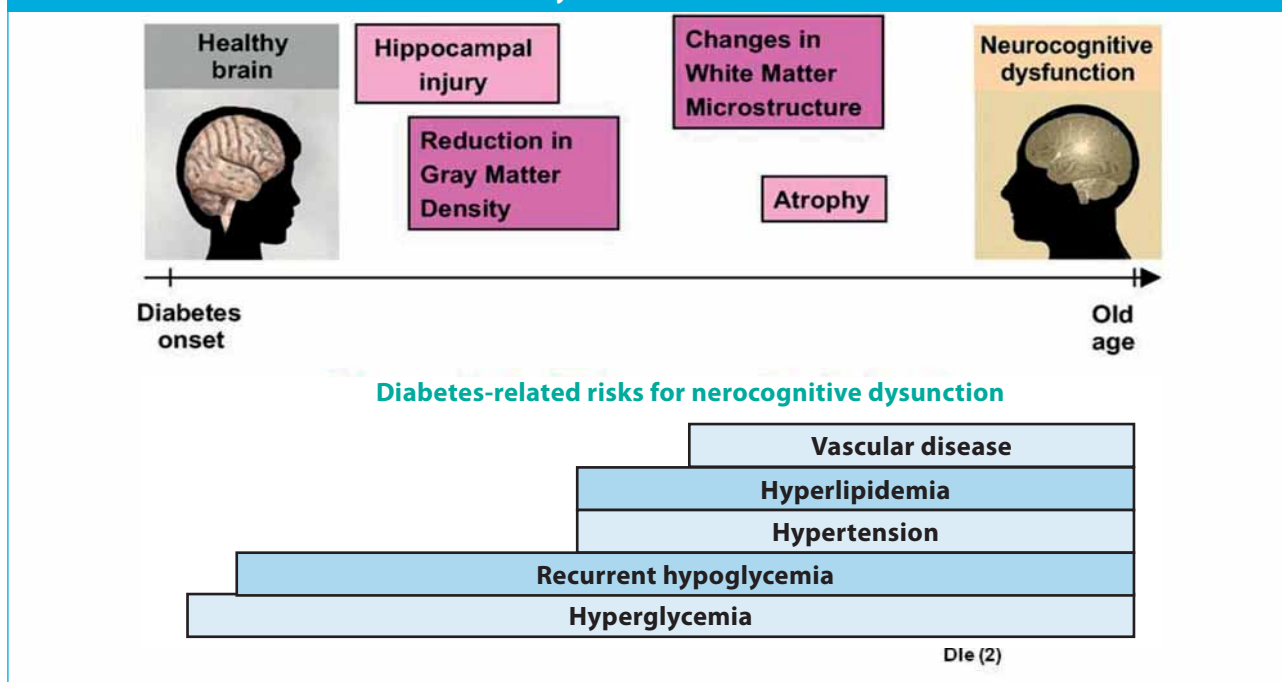 Healthy
brain
Hippocampal
injury
Reduction in
Gray Matter
Density
Changes in
White Matter
Microstructure
Atrophy
Neurocognitive
dysfunction
Diabetes
onset
Old
age
Diabetes-related risks for nerocognitive dysunction
Vascular disease
Hyperlipidemia
Hypertension
Recurrent hypoglycemia
Hyperglycemia
DIe (2)